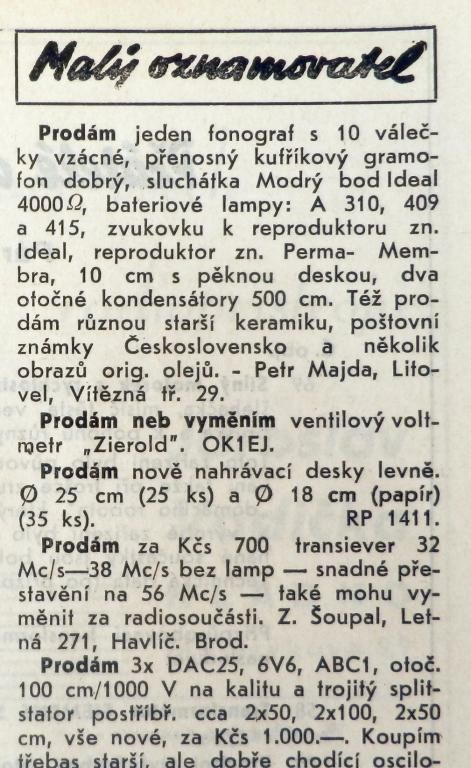 Malý oznamovatel
Prodám jeden fonograf s 10 váleč-
ky vzácné, přenosný kufříkový gramo-
fon dobrý, sluchátka Modrý bod Ideal
4000 Ω, bateriové lampy: A 310, 409
a 415, zvukovku k reproduktoru zn.
Ideal, reproduktor zn. Perma- Mem-
bra, 10 cm s pěknou deskou, dva
otočné kondensátory 500 cm. Též pro-
dám různou starší keramiku, poštovní
známky Československo a několik
obrazů orig. olejů. - Petr Majda, Lito-
vel, Vítězná tř. 29.
Prodám neb vyměním ventilový volt-
metr „Zierold". OK1EJ.
Prodám nově nahrávací desky levně.
Ø 25 cm (25 ks) a Ø 18 cm (papír)
(35 ks). RP 1411.
Prodám za Kčs 700 transiever 32
Mc/s—38 Mc/s bez lamp — snadné pře-
stavění na 56 Mc/s — také mohu vy-
měnit za radiosoučásti. Z. Šoupal, Let-
ná 271, Havlíč. Brod.
Prodám 3x DAC25, 6V6, ABC1, otoč.
100 cm/1000 V na kalitu a trojitý split-
stator postříbř. cca 2x50, 2x100, 2x50
cm, vše nové, za Kčs 1.000.—. Koupím
třebas starší, ale dobře chodící oscilo-